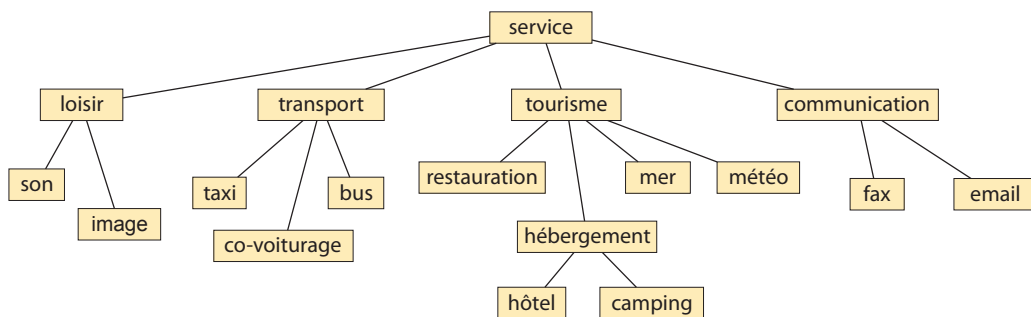 service
loisir
transport
tourisme
communication
son
image
taxi
co-voiturage
bus
restauration
hébergement
mer
météo
fax
email
hôtel
camping